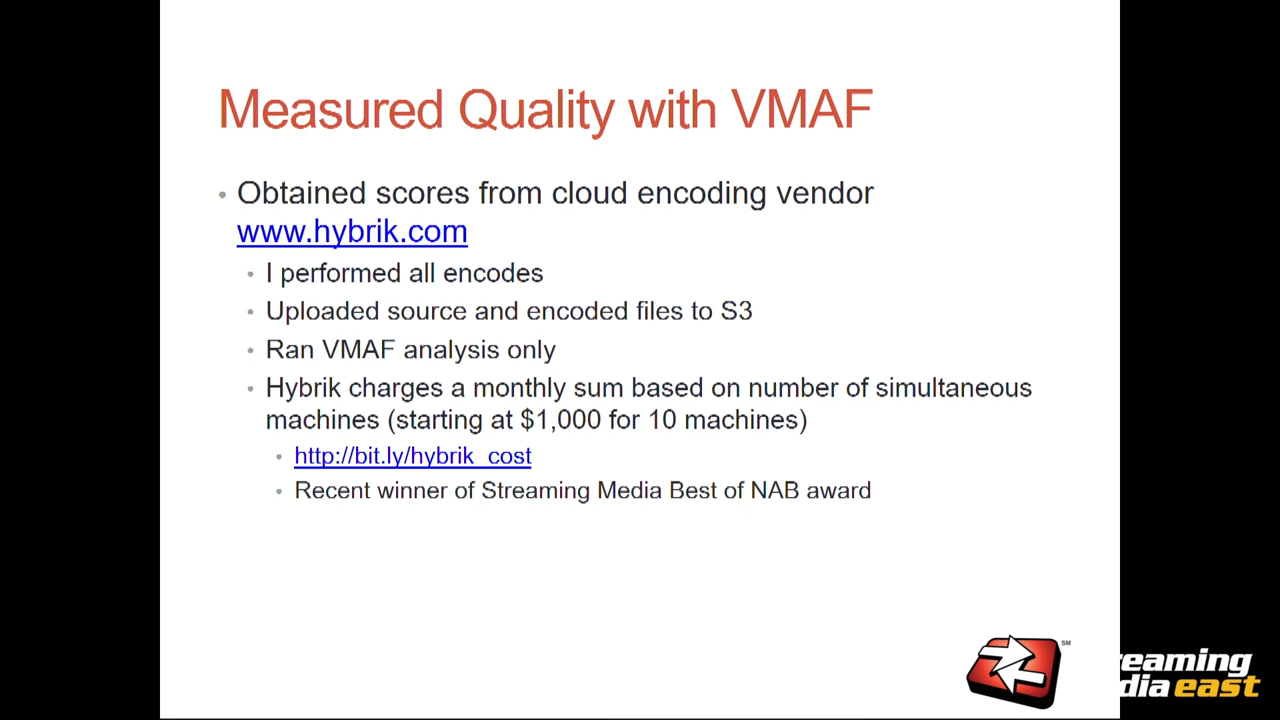 Measured Quality with VMAF
• Obtained scores from cloud encoding vendor
www.hybrik.com
• I performed all encodes
• Uploaded source and encoded files to S3
• Ran VMAF analysis only
• Hybrik charges a monthly sum based on number of simultaneous
machines (starting at $1,000 for 10 machines)
• http://bit.ly/hybrik_cost
• Recent winner of Streaming Media Best of NAB award
SM
reaming
dia east